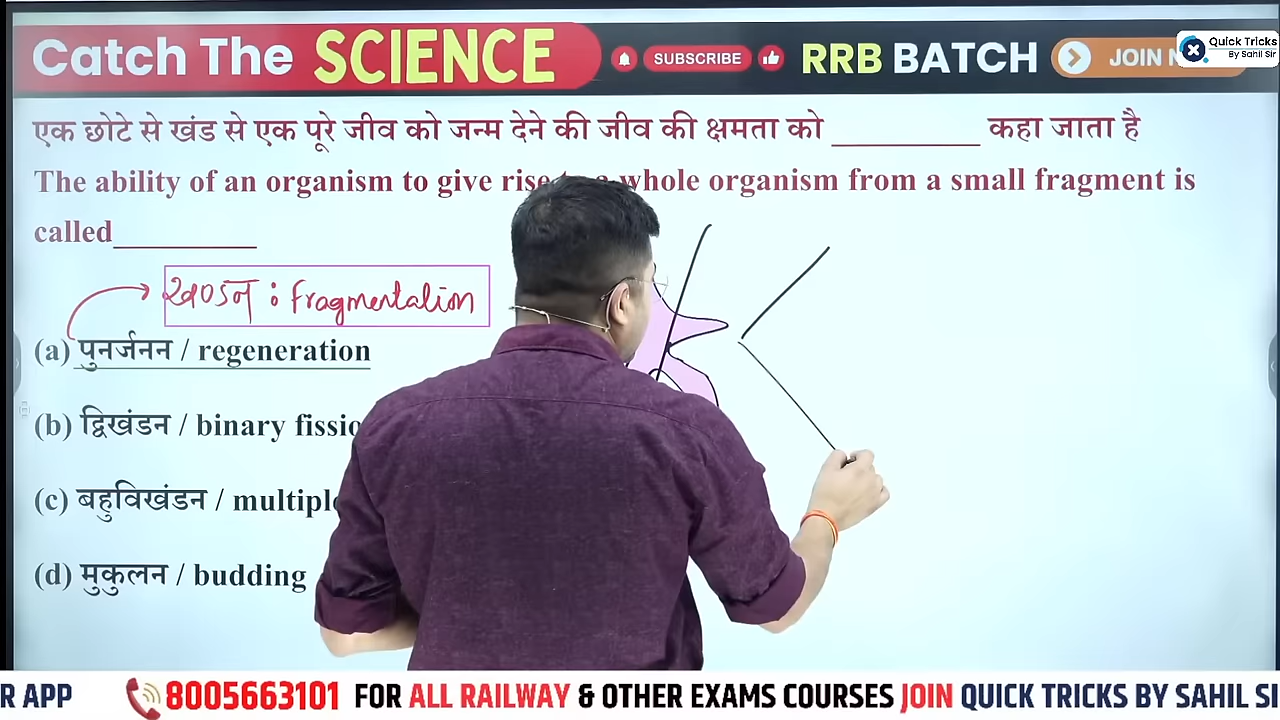 Catch The SCIENCE SUBSCRIBE RRB BATCH JOIN
Quick Tricks
By Sahil Sir
एक छोटे से खंड से एक पूरे जीव को जन्म देने की जीव की क्षमता को __________ कहा जाता है
The ability of an organism to give rise whole organism from a small fragment is
called__________
खण्डन : fragmentation
(a) पुनर्जनन / regeneration
(b) द्विखंडन / binary fissio
(c) बहुविखंडन / multiple
(d) मुकुलन / budding
R APP 8005663101 FOR ALL RAILWAY & OTHER EXAMS COURSES JOIN QUICK TRICKS BY SAHIL SI